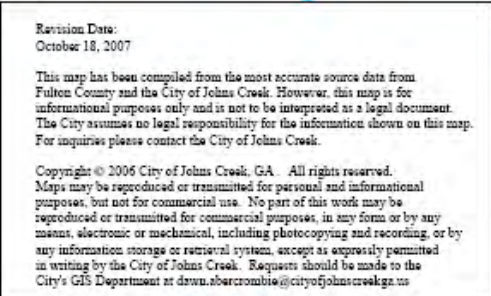 Revision Date:
October 18, 2007
This map has been compiled from the most accurate source data from
Fulton County and the City of Johns Creek. However, this map is for
informational purposes only and is not to be interpreted as a legal document.
The City assumes no legal responsibility for the information shown on this map.
For inquiries please contact the City of Johns Creek.
Copyright © 2006 City of Johns Creek, GA . All rights reserved.
Maps may be reproduced or transmitted for personal and informational
purposes, but not for commercial use. No part of this work may be
reproduced or transmitted for commercial purposes, in any form or by any
means, electronic or mechanical, including photocopying and recording, or by
any information storage or retrieval system, except as expressly permitted
in writing by the City of Johns Creek. Requests should be made to the
City's GIS Department at dawn.abercrombie@cityofjohnscreekga.us